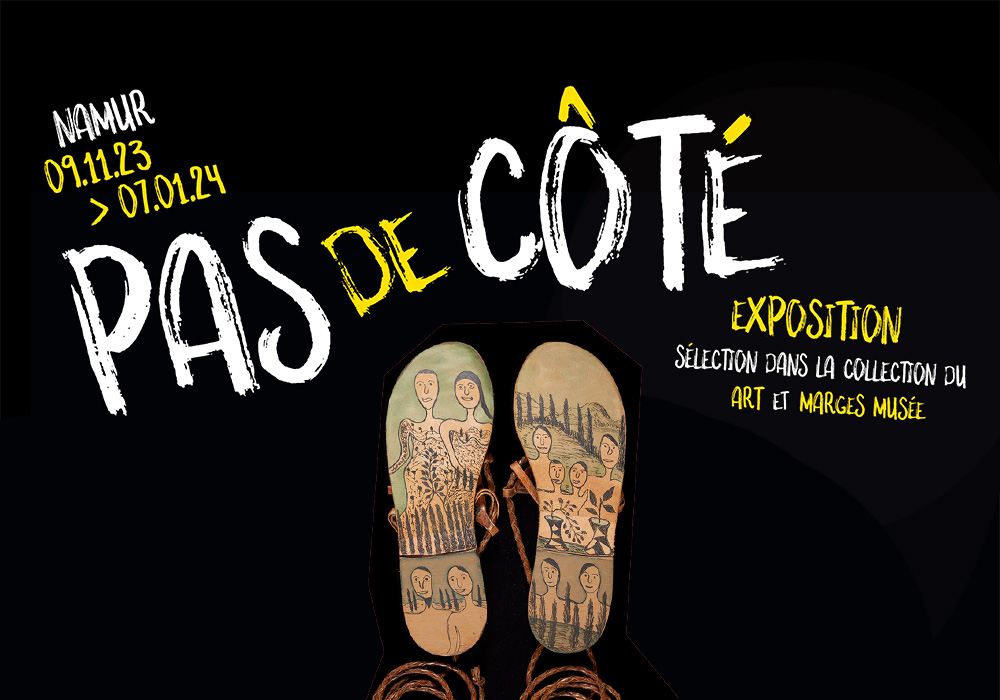 NAMUR
09.11.23
> 07.01.24
PAS DE CÔTÉ
EXPOSITION
SÉLECTION DANS LA COLLECTION DU
ART ET MARGES MUSÉE